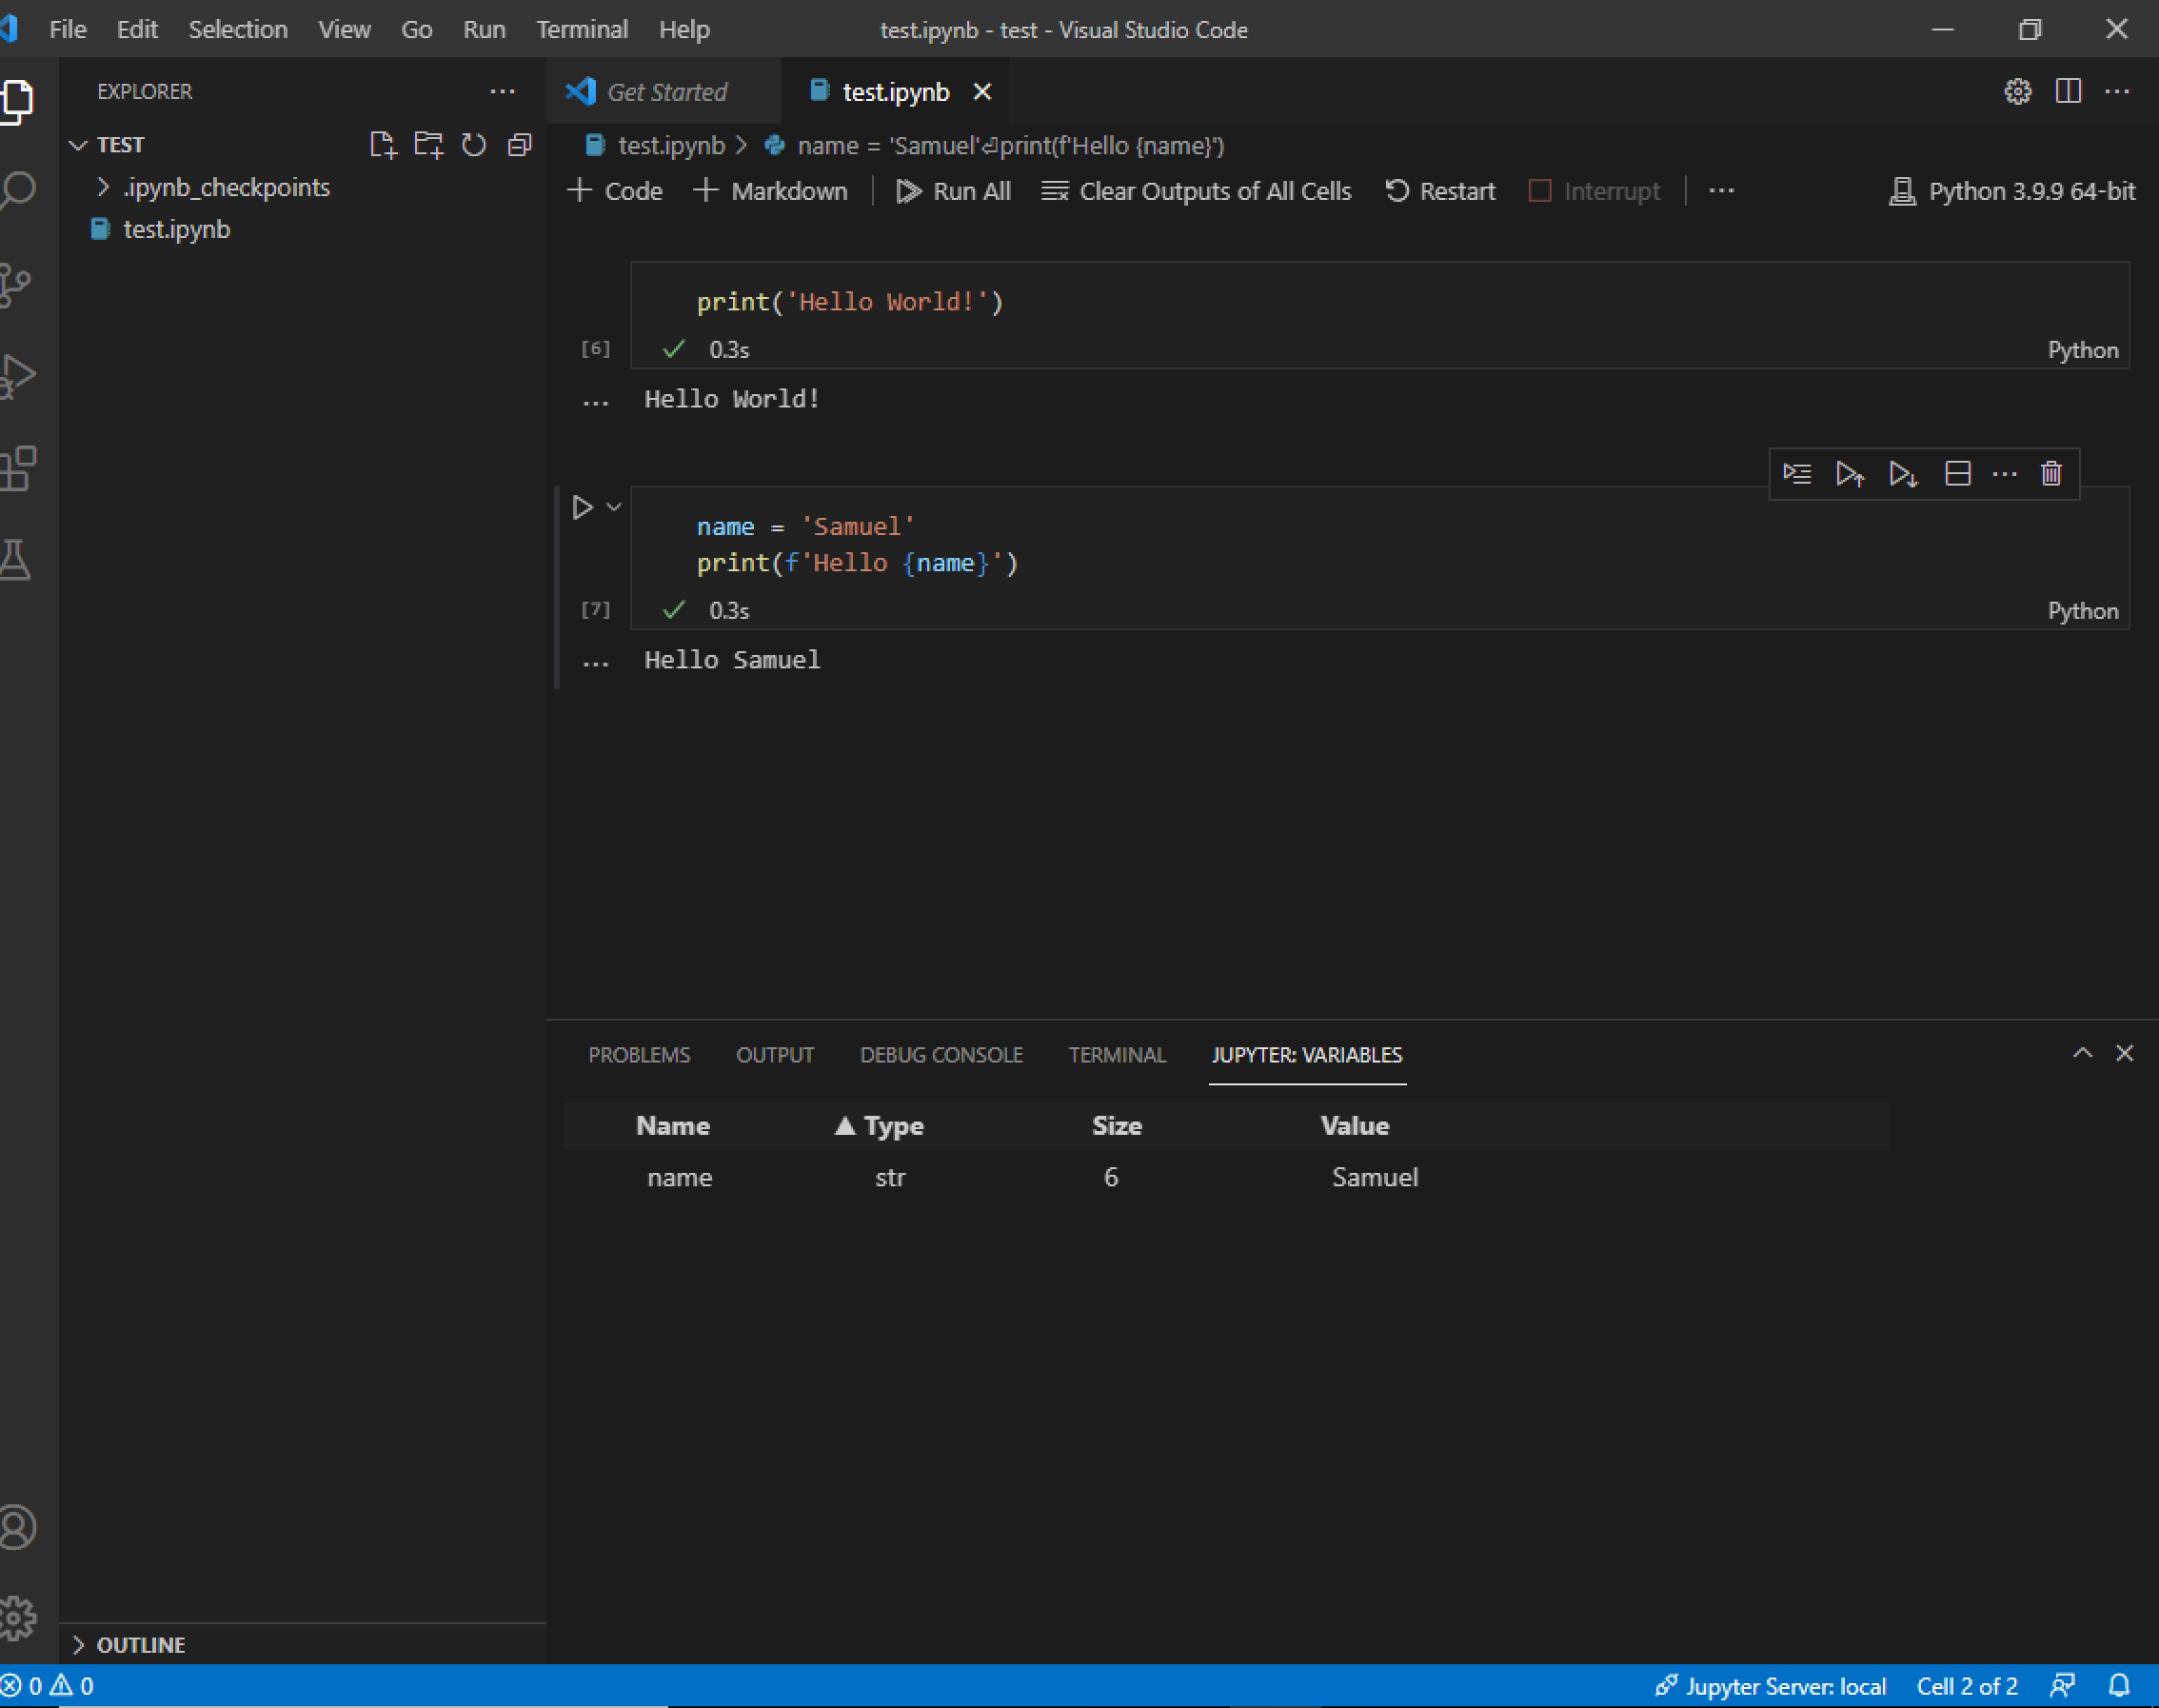 File Edit Selection View Go Run Terminal Help test.ipynb - test - Visual Studio Code
EXPLORER
TEST
.ipynb_checkpoints
test.ipynb
OUTLINE
Get Started test.ipynb
test.ipynb > name = 'Samuel'⏎print(f'Hello {name}')
+ Code + Markdown Run All Clear Outputs of All Cells Restart Interrupt ... Python 3.9.9 64-bit
print('Hello World!')
[6] ✓ 0.3s Python
... Hello World!
name = 'Samuel'
print(f'Hello {name}')
[7] ✓ 0.3s Python
... Hello Samuel
PROBLEMS OUTPUT DEBUG CONSOLE TERMINAL JUPYTER: VARIABLES
Name ▲ Type Size Value
name str 6 Samuel
0 0 Jupyter Server: local Cell 2 of 2